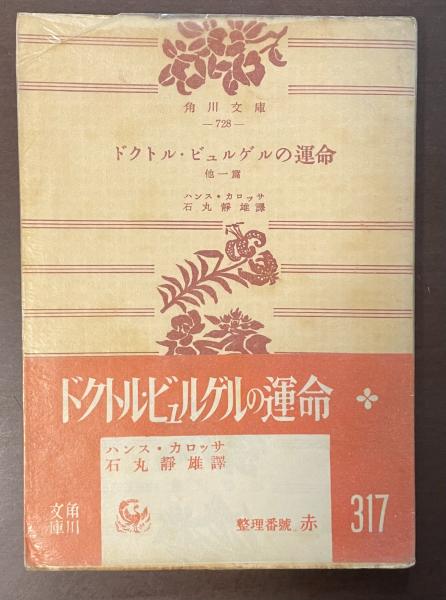 角川文庫
—728—
ドクトル・ビュルゲルの運命
他一篇
ハンス・カロッサ
石丸靜雄譯
ドクトル・ビュルゲルの運命
ハンス・カロッサ
石丸靜雄譯
角川文庫
整理番號 赤 317